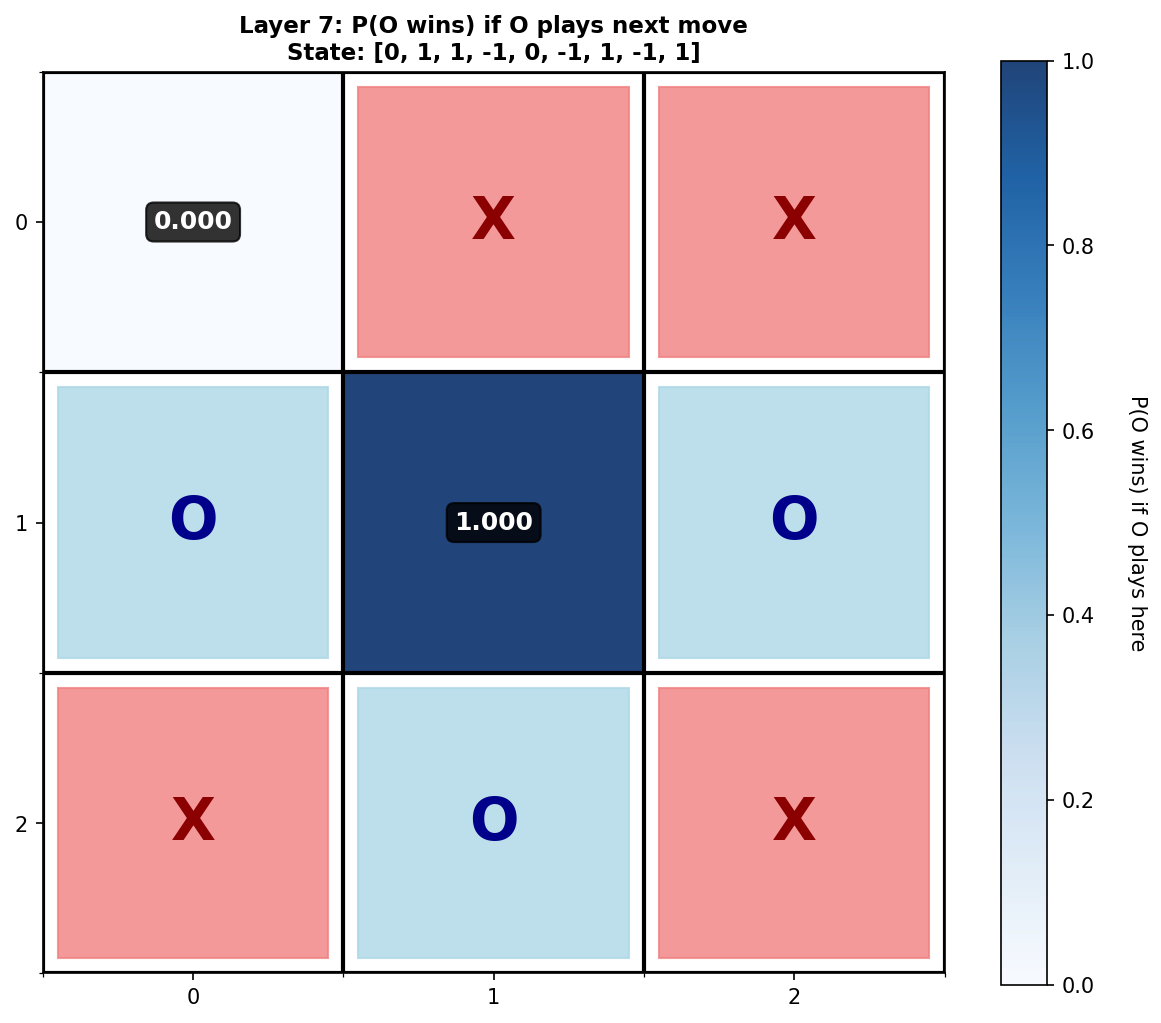 Layer 7: P(O wins) if O plays next move
State: [0, 1, 1, -1, 0, -1, 1, -1, 1]
0
0.000
X
X
1
O
1.000
O
2
X
O
X
0
1
2
1.0
0.8
0.6
0.4
0.2
0.0
P(O wins) if O plays here